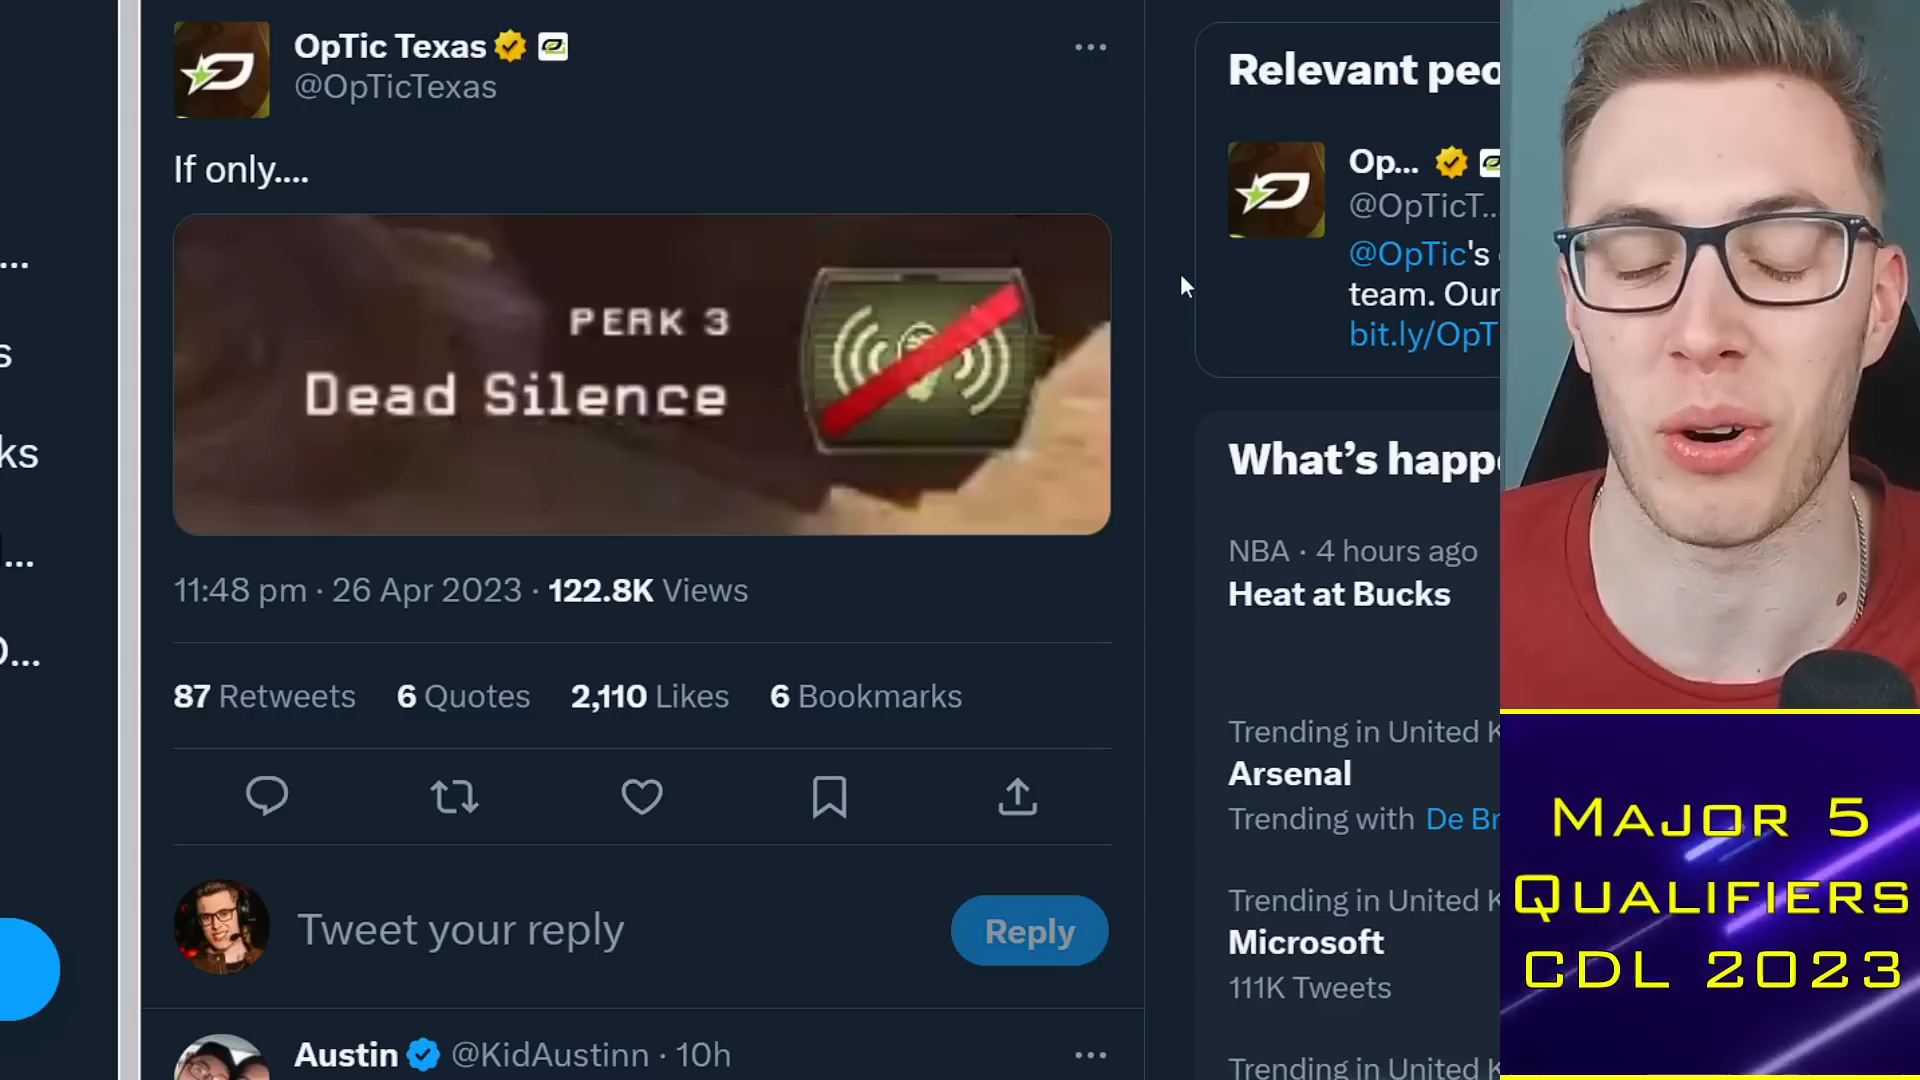 OpTic Texas
@OpTicTexas
If only....
PERK 3
Dead Silence
11:48 pm · 26 Apr 2023 · 122.8K Views
87 Retweets 6 Quotes 2,110 Likes 6 Bookmarks
Tweet your reply
Reply
Austin @KidAustinn · 10h
Relevant peo
Op...
@OpTicT...
@OpTic's
team. Our
bit.ly/OpT
What's happ
NBA · 4 hours ago
Heat at Bucks
Trending in United K
Arsenal
Trending with De Br
Trending in United K
Microsoft
111K Tweets
Trending in United K
MAJOR 5
QUALIFIERS
CDL 2023